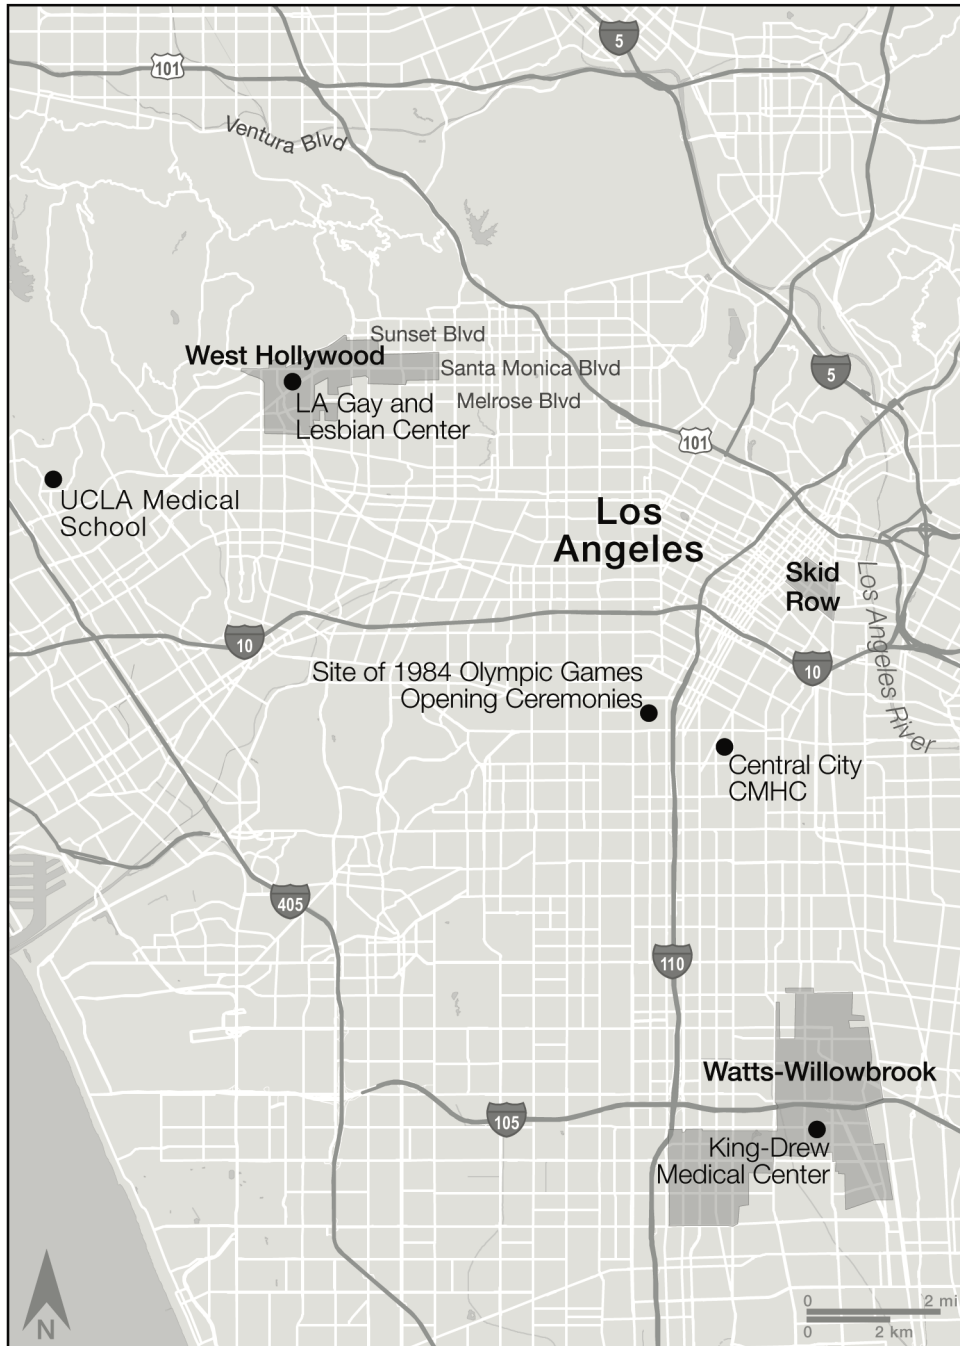 5
101
Ventura Blvd
Sunset Blvd
West Hollywood
Santa Monica Blvd
5
LA Gay and
Lesbian Center
Melrose Blvd
101
UCLA Medical
School
Los
Angeles
Skid
Row
Los Angeles River
10
10
Site of 1984 Olympic Games
Opening Ceremonies
Central City
CMHC
405
110
Watts-Willowbrook
105
King-Drew
Medical Center
N
0 2 mi
0 2 km